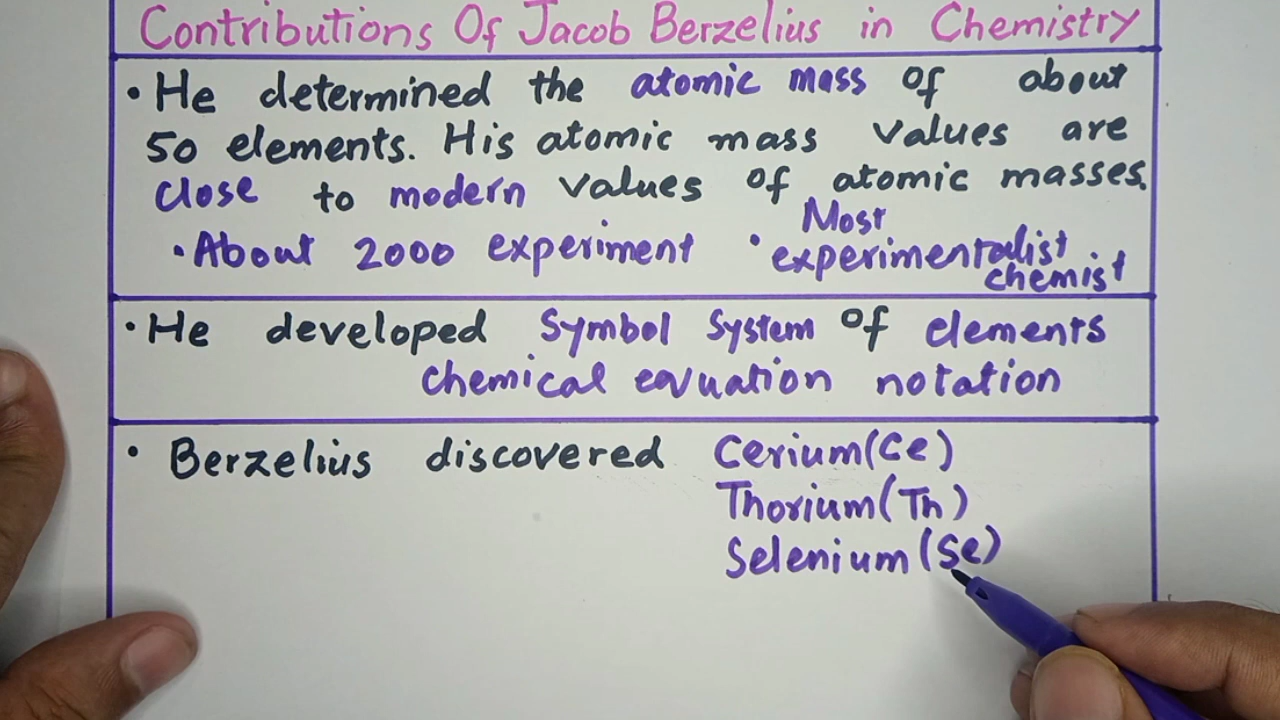 Contributions Of Jacob Berzelius in Chemistry
• He determined the atomic mass of about
50 elements. His atomic mass values are
close to modern values of atomic masses.
• About 2000 experiment • Most
experimentalist
chemist
• He developed Symbol System of elements
chemical equation notation
• Berzelius discovered Cerium(Ce)
Thorium(Th)
Selenium(Se)